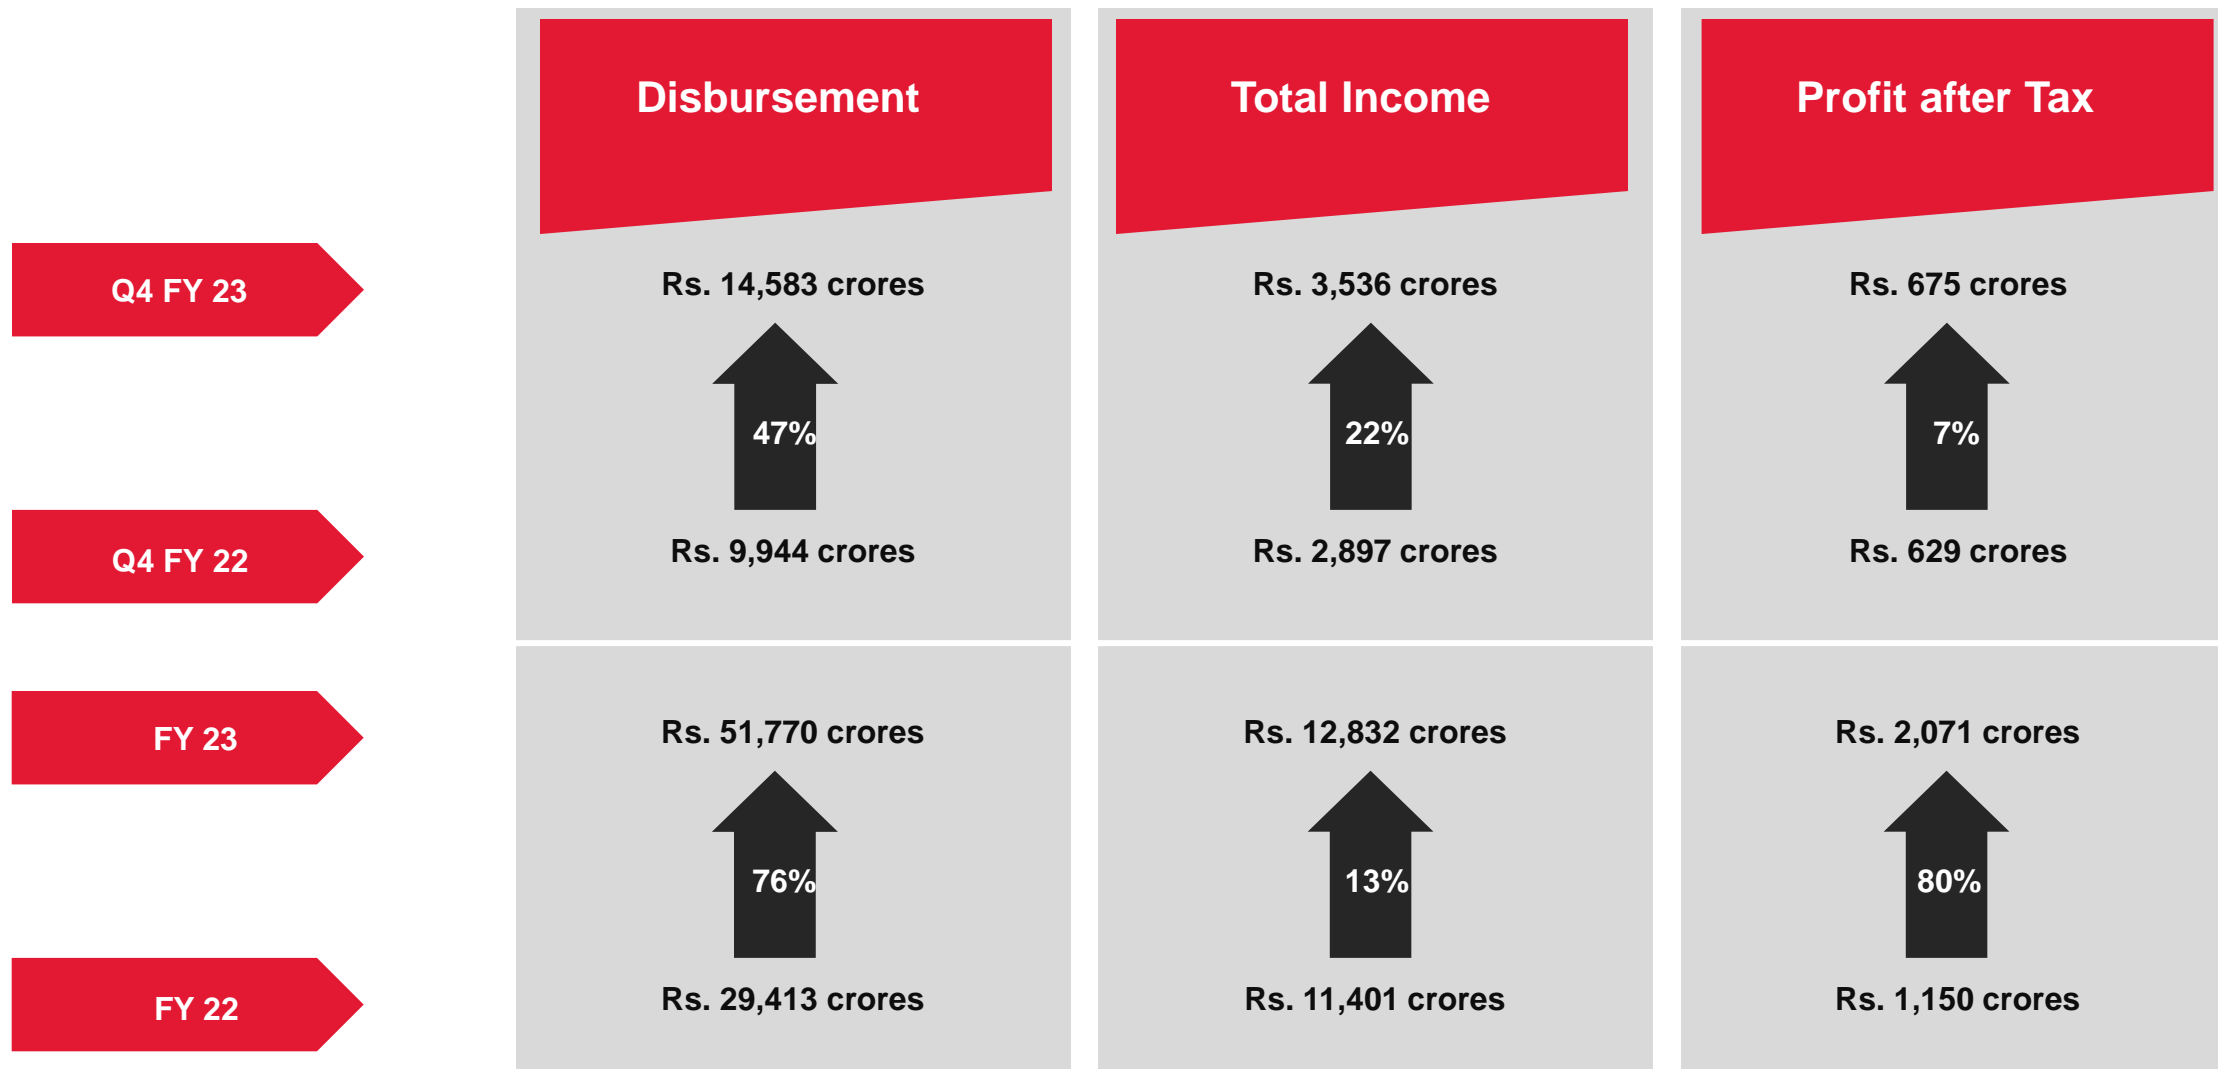 Disbursement
Total Income
Profit after Tax
Q4 FY 23
Rs. 14,583 crores
Rs. 3,536 crores
Rs. 675 crores
47%
22%
7%
Q4 FY 22
Rs. 9,944 crores
Rs. 2,897 crores
Rs. 629 crores
FY 23
Rs. 51,770 crores
Rs. 12,832 crores
Rs. 2,071 crores
76%
13%
80%
FY 22
Rs. 29,413 crores
Rs. 11,401 crores
Rs. 1,150 crores